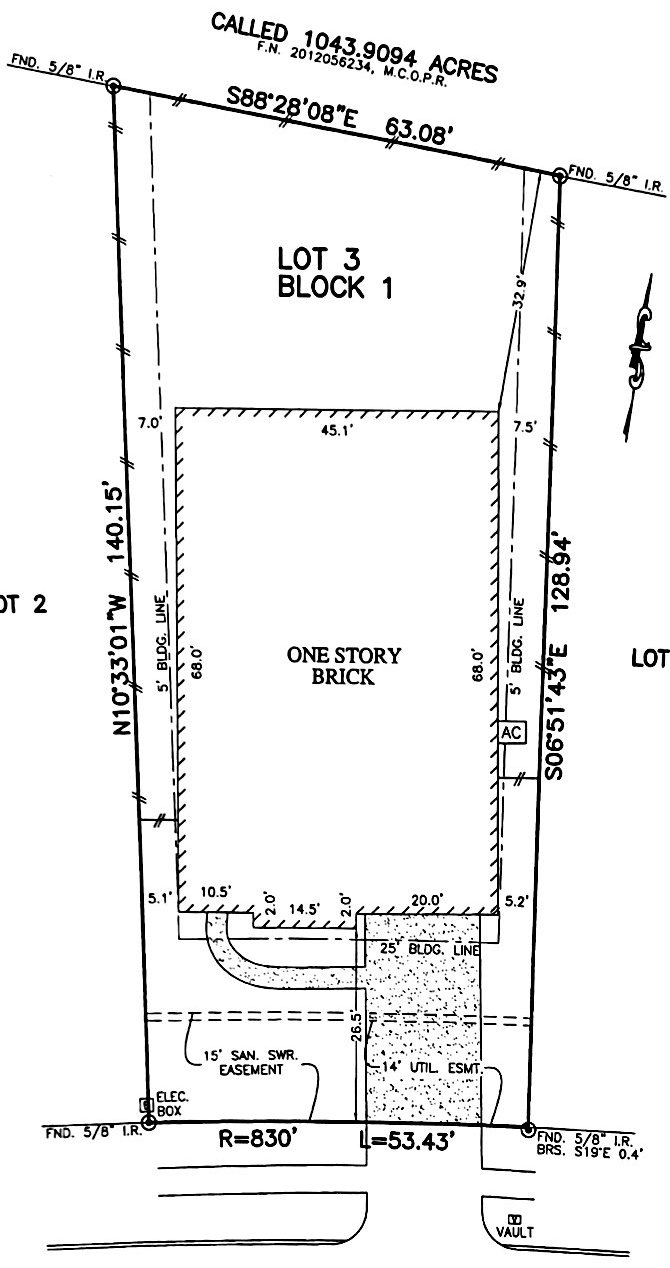 CALLED 1043.9094 ACRES
F.N. 2012056234, M.C.O.P.R.
FND. 5/8" I.R.
S88°28'08"E 63.08'
FND. 5/8" I.R.
LOT 3
BLOCK 1
32.9'
7.0'
45.1'
7.5'
N10°33'01"W 140.15'
S06°51'43"E 128.94'
OT 2
LOT
5' BLDG. LINE
68.0'
ONE STORY
BRICK
68.0'
5' BLDG. LINE
AC
5.1'
10.5'
2.0'
14.5'
2.0'
20.0'
5.2'
25' BLDG. LINE
26.5'
15' SAN. SWR.
EASEMENT
14' UTIL. ESMT.
E
ELEC.
BOX
FND. 5/8" I.R.
R=830' L=53.43'
FND. 5/8" I.R.
BRS. S19°E 0.4'
V
VAULT